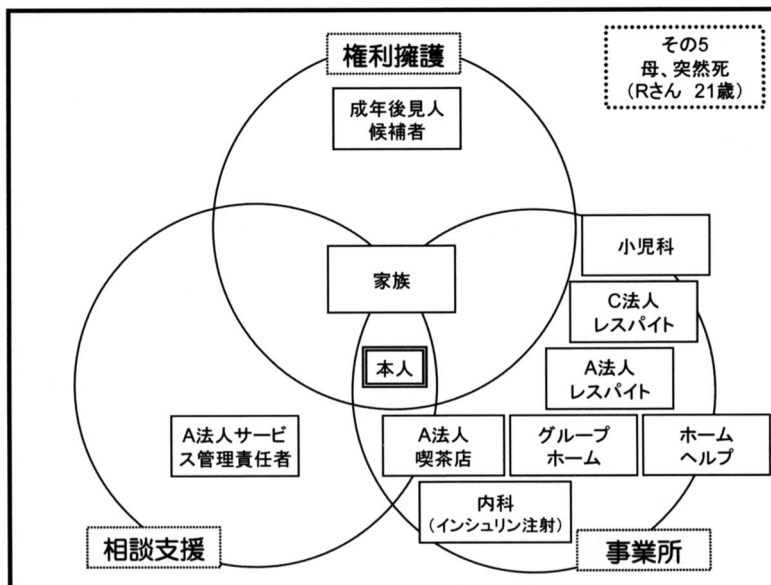 権利擁護
その5
母、突然死
(Rさん 21歳)
成年後見人
候補者
小児科
家族
C法人
レスパイト
本人
A法人
レスパイト
A法人サービ
ス管理責任者
A法人
喫茶店
グループ
ホーム
ホーム
ヘルプ
内科
(インシュリン注射)
相談支援
事業所